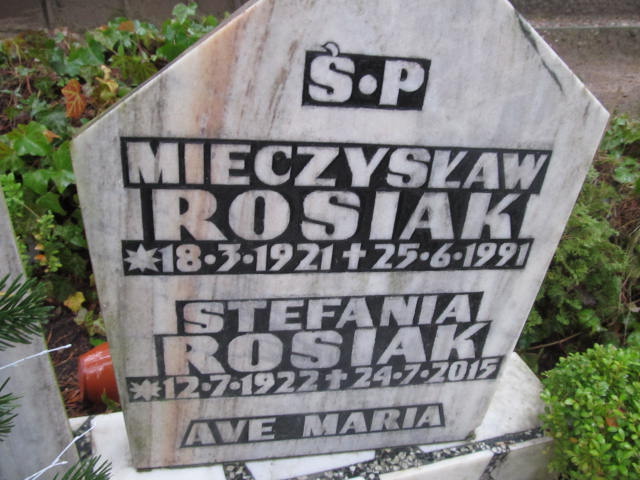 Ś•P
MIECZYSŁAW
ROSIAK
*18•3•1921 +25•6•1991
STEFANIA
ROSIAK
*12•7•1922 +24•7•2015
AVE MARIA